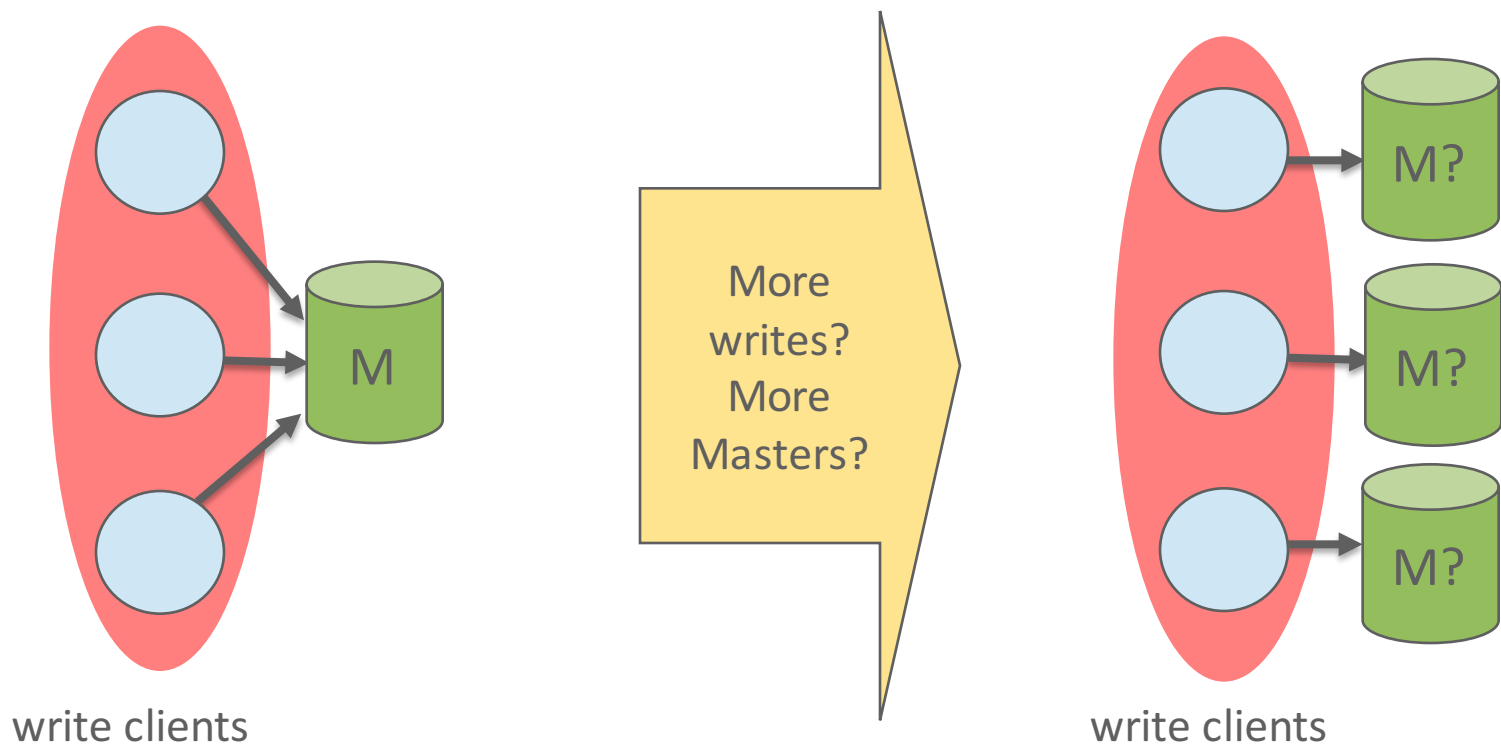 M
write clients
More
writes?
More
Masters?
M?
M?
M?
write clients